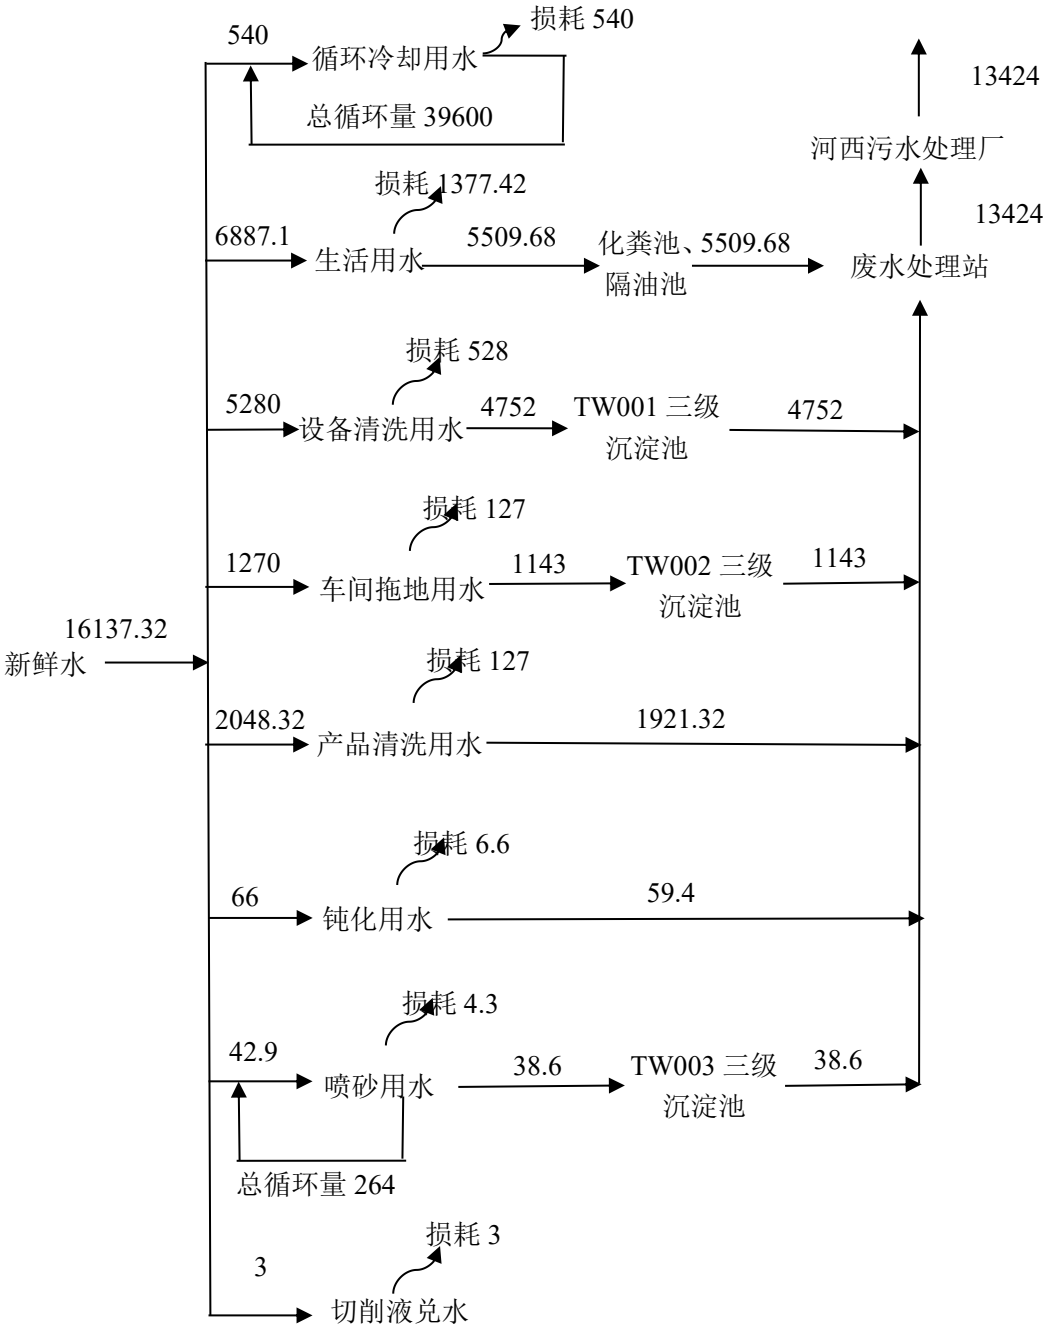 540
循环冷却用水
损耗 540
总循环量 39600
13424
河西污水处理厂
13424
损耗 1377.42
6887.1
生活用水
5509.68
化粪池、
隔油池
5509.68
废水处理站
损耗 528
5280
设备清洗用水
4752
TW001 三级
沉淀池
4752
损耗 127
1270
车间拖地用水
1143
TW002 三级
沉淀池
1143
16137.32
新鲜水
损耗 127
2048.32
产品清洗用水
1921.32
损耗 6.6
66
钝化用水
59.4
损耗 4.3
42.9
喷砂用水
38.6
TW003 三级
沉淀池
38.6
总循环量 264
损耗 3
3
切削液兑水